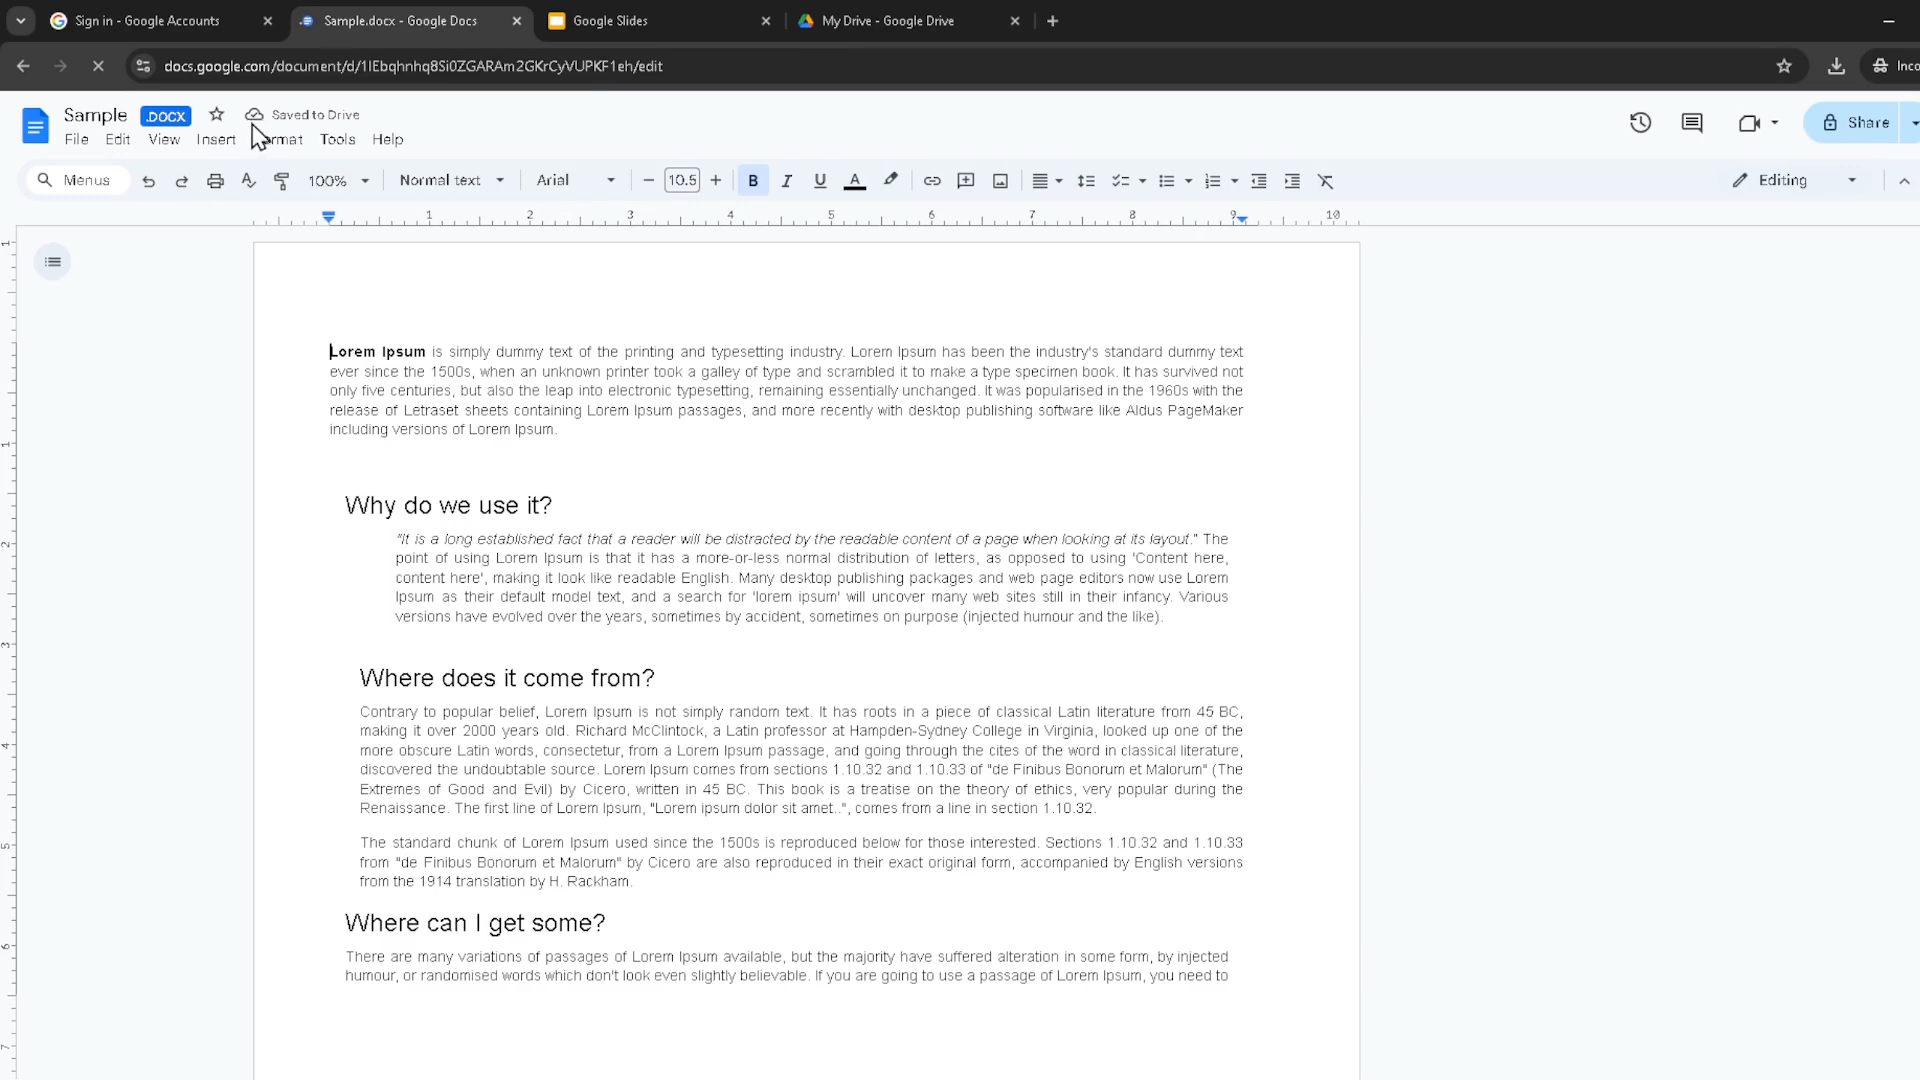 Sign in - Google Accounts
Sample.docx - Google Docs
Google Slides
My Drive - Google Drive
docs.google.com/document/d/1IEbqhnhq8Si0ZGARAm2GKrCyVUPKF1eh/edit
Inco
Sample .DOCX Saved to Drive
File Edit View Insert Format Tools Help
Share
Menus 100% Normal text Arial 10.5 B I U A Editing
1 2 3 4 5 6 7 8 9 10
Lorem Ipsum is simply dummy text of the printing and typesetting industry. Lorem Ipsum has been the industry's standard dummy text
ever since the 1500s, when an unknown printer took a galley of type and scrambled it to make a type specimen book. It has survived not
only five centuries, but also the leap into electronic typesetting, remaining essentially unchanged. It was popularised in the 1960s with the
release of Letraset sheets containing Lorem Ipsum passages, and more recently with desktop publishing software like Aldus PageMaker
including versions of Lorem Ipsum.
Why do we use it?
"It is a long established fact that a reader will be distracted by the readable content of a page when looking at its layout." The
point of using Lorem Ipsum is that it has a more-or-less normal distribution of letters, as opposed to using 'Content here,
content here', making it look like readable English. Many desktop publishing packages and web page editors now use Lorem
Ipsum as their default model text, and a search for 'lorem ipsum' will uncover many web sites still in their infancy. Various
versions have evolved over the years, sometimes by accident, sometimes on purpose (injected humour and the like).
Where does it come from?
Contrary to popular belief, Lorem Ipsum is not simply random text. It has roots in a piece of classical Latin literature from 45 BC,
making it over 2000 years old. Richard McClintock, a Latin professor at Hampden-Sydney College in Virginia, looked up one of the
more obscure Latin words, consectetur, from a Lorem Ipsum passage, and going through the cites of the word in classical literature,
discovered the undoubtable source. Lorem Ipsum comes from sections 1.10.32 and 1.10.33 of "de Finibus Bonorum et Malorum" (The
Extremes of Good and Evil) by Cicero, written in 45 BC. This book is a treatise on the theory of ethics, very popular during the
Renaissance. The first line of Lorem Ipsum, "Lorem ipsum dolor sit amet..", comes from a line in section 1.10.32.
The standard chunk of Lorem Ipsum used since the 1500s is reproduced below for those interested. Sections 1.10.32 and 1.10.33
from "de Finibus Bonorum et Malorum" by Cicero are also reproduced in their exact original form, accompanied by English versions
from the 1914 translation by H. Rackham.
Where can I get some?
There are many variations of passages of Lorem Ipsum available, but the majority have suffered alteration in some form, by injected
humour, or randomised words which don't look even slightly believable. If you are going to use a passage of Lorem Ipsum, you need to
1
1
2
3
4
5
6
7